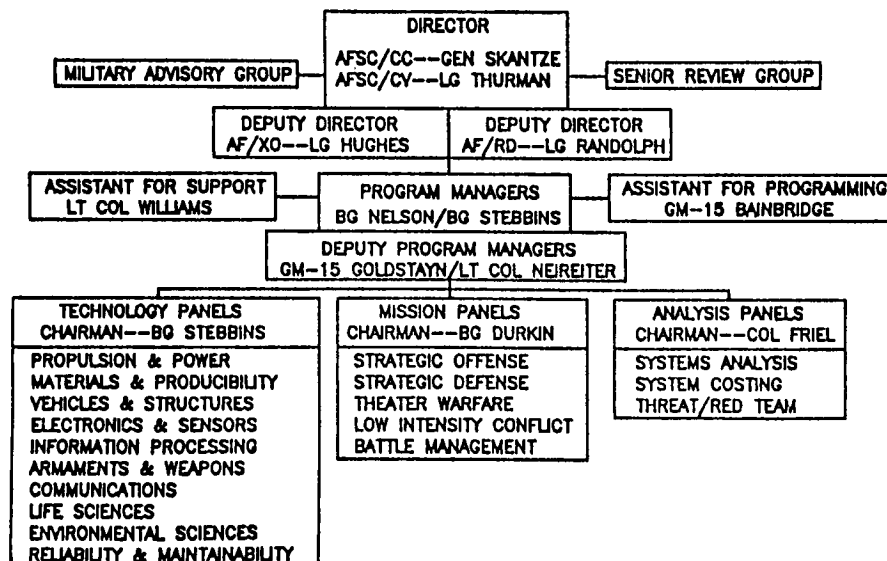 DIRECTOR
AFSC/CC--GEN SKANTZE
AFSC/CV--LG THURMAN
MILITARY ADVISORY GROUP
SENIOR REVIEW GROUP
DEPUTY DIRECTOR
AF/XO--LG HUGHES
DEPUTY DIRECTOR
AF/RD--LG RANDOLPH
ASSISTANT FOR SUPPORT
LT COL WILLIAMS
PROGRAM MANAGERS
BG NELSON/BG STEBBINS
ASSISTANT FOR PROGRAMMING
GM-15 BAINBRIDGE
DEPUTY PROGRAM MANAGERS
GM-15 GOLDSTAYN/LT COL NEIREITER
TECHNOLOGY PANELS
CHAIRMAN--BG STEBBINS
PROPULSION & POWER
MATERIALS & PRODUCIBILITY
VEHICLES & STRUCTURES
ELECTRONICS & SENSORS
INFORMATION PROCESSING
ARMAMENTS & WEAPONS
COMMUNICATIONS
LIFE SCIENCES
ENVIRONMENTAL SCIENCES
RELIABILITY & MAINTAINABILITY
MISSION PANELS
CHAIRMAN--BG DURKIN
STRATEGIC OFFENSE
STRATEGIC DEFENSE
THEATER WARFARE
LOW INTENSITY CONFLICT
BATTLE MANAGEMENT
ANALYSIS PANELS
CHAIRMAN--COL FRIEL
SYSTEMS ANALYSIS
SYSTEM COSTING
THREAT/RED TEAM